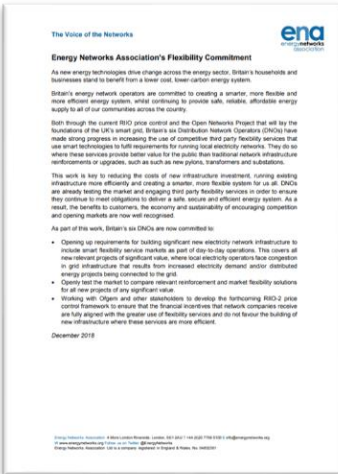 The Voice of the Networks
ena
energynetworks
association
Energy Networks Association's Flexibility Commitment
As new energy technologies drive change across the energy sector, Britain's households and
businesses stand to benefit from a lower cost, lower-carbon energy system.
Britain's energy network operators are committed to creating a smarter, more flexible and
more efficient energy system, whilst continuing to provide safe, reliable, affordable energy
supply to all of our communities across the country.
Both through the current RIIO price control and the Open Networks Project that will lay the
foundations of the UK's smart grid, Britain's six Distribution Network Operators (DNOs) have
made strong progress in increasing the use of competitive third party flexibility services that
use smart technologies to fulfil requirements for running local electricity networks. They do so
where these services provide better value for the public than traditional network infrastructure
reinforcements or upgrades, such as such as new pylons, transformers and substations.
This work is key to reducing the costs of new infrastructure investment, running existing
infrastructure more efficiently and creating a smarter, more flexible system for us all. DNOs
are already testing the market and engaging third party flexibility services in order to ensure
they continue to meet obligations to deliver a safe, secure and efficient energy system. As a
result, the benefits to customers, the economy and sustainability of encouraging competition
and opening markets are now well recognised.
As part of this work, Britain's six DNOs are now committed to:
• Opening up requirements for building significant new electricity network infrastructure to
include smart flexibility service markets as part of day-to-day operations. This covers all
new relevant projects of significant value, where local electricity operators face congestion
in grid infrastructure that results from increased electricity demand and/or distributed
energy projects being connected to the grid.
• Openly test the market to compare relevant reinforcement and market flexibility solutions
for all new projects of any significant value.
• Working with Ofgem and other stakeholders to develop the forthcoming RIIO-2 price
control framework to ensure that the financial incentives that network companies receive
are fully aligned with the greater use of flexibility services and do not favour the building of
new infrastructure where these services are more efficient.
December 2018